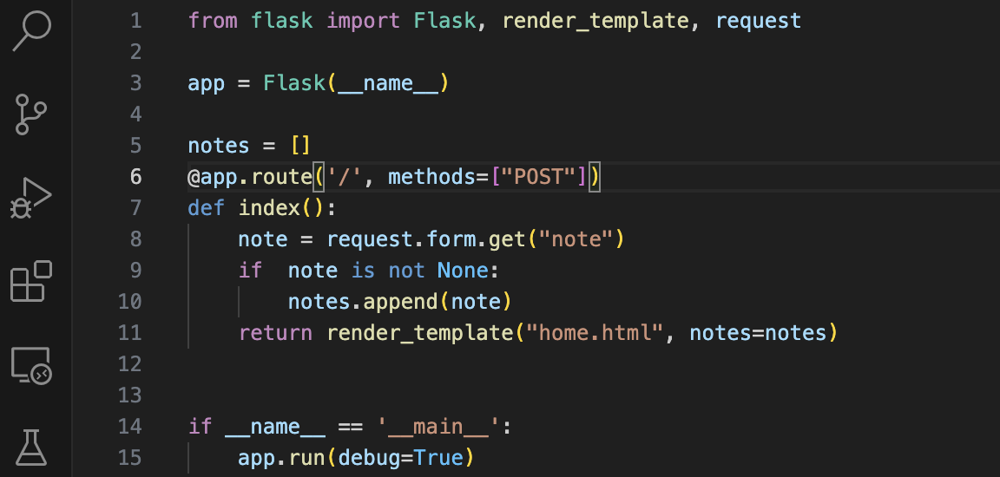 1 from flask import Flask, render_template, request
2
3 app = Flask(__name__)
4
5 notes = []
6 @app.route('/', methods=["POST"])
7 def index():
8     note = request.form.get("note")
9     if  note is not None:
10         notes.append(note)
11     return render_template("home.html", notes=notes)
12
13
14 if __name__ == '__main__':
15     app.run(debug=True)